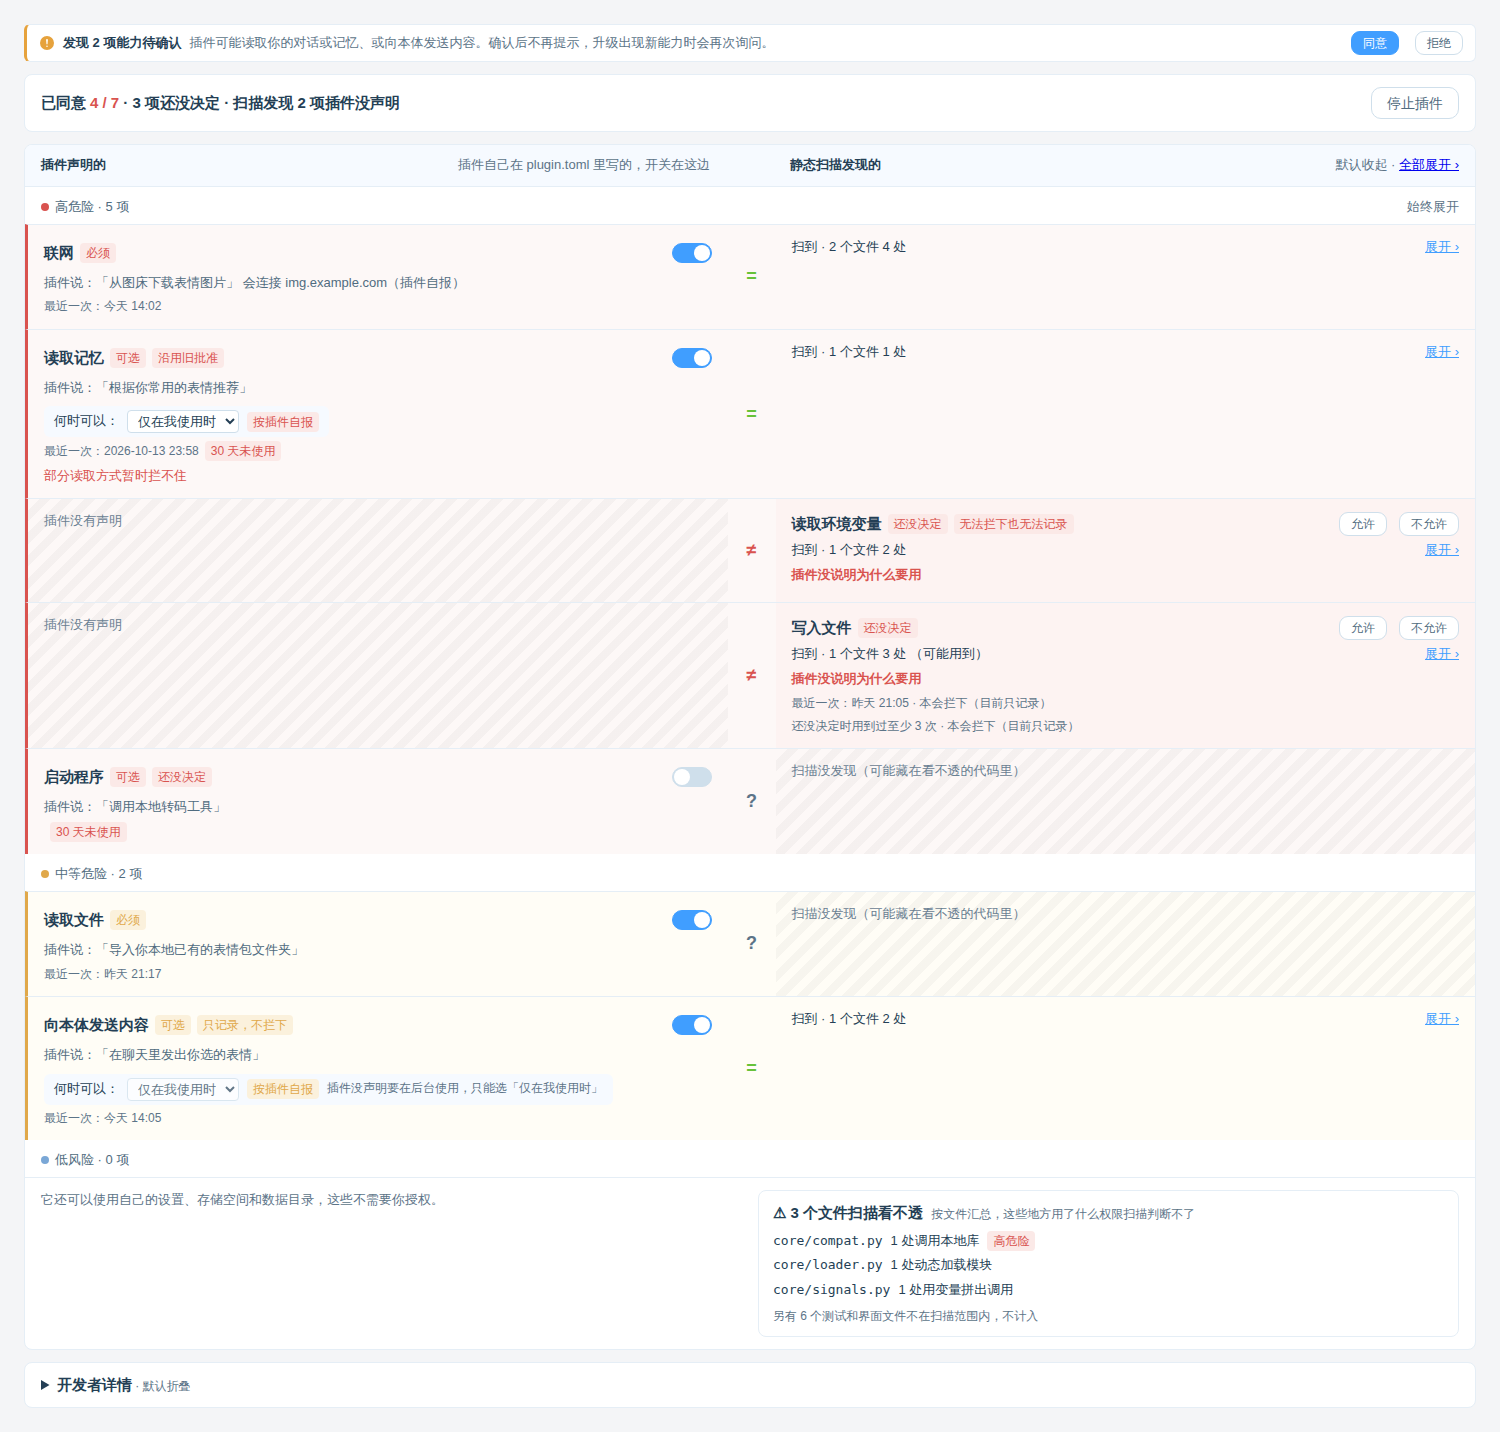 发现 2 项能力待确认 插件可能读取你的对话或记忆、或向本体发送内容。确认后不再提示，升级出现新能力时会再次询问。 同意 拒绝
已同意 4 / 7 · 3 项还没决定 · 扫描发现 2 项插件没声明 停止插件
插件声明的 插件自己在 plugin.toml 里写的，开关在这边 静态扫描发现的 默认收起 · 全部展开 ›
高危险 · 5 项 始终展开
联网 必须 扫到 · 2 个文件 4 处 展开 ›
插件说：「从图床下载表情图片」 会连接 img.example.com（插件自报） =
最近一次：今天 14:02
读取记忆 可选 沿用旧批准 扫到 · 1 个文件 1 处 展开 ›
插件说：「根据你常用的表情推荐」
何时可以： 仅在我使用时 按插件自报 =
最近一次：2026-10-13 23:58 30 天未使用
部分读取方式暂时拦不住
插件没有声明 读取环境变量 还没决定 无法拦下也无法记录 允许 不允许
≠ 扫到 · 1 个文件 2 处 展开 ›
插件没说明为什么要用
插件没有声明 写入文件 还没决定 允许 不允许
扫到 · 1 个文件 3 处 （可能用到） 展开 ›
≠ 插件没说明为什么要用
最近一次：昨天 21:05 · 本会拦下（目前只记录）
还没决定时用到过至少 3 次 · 本会拦下（目前只记录）
启动程序 可选 还没决定 扫描没发现（可能藏在看不透的代码里）
插件说：「调用本地转码工具」 ?
30 天未使用
中等危险 · 2 项
读取文件 必须 扫描没发现（可能藏在看不透的代码里）
插件说：「导入你本地已有的表情包文件夹」 ?
最近一次：昨天 21:17
向本体发送内容 可选 只记录，不拦下 扫到 · 1 个文件 2 处 展开 ›
插件说：「在聊天里发出你选的表情」 =
何时可以： 仅在我使用时 按插件自报 插件没声明要在后台使用，只能选「仅在我使用时」
最近一次：今天 14:05
低风险 · 0 项
它还可以使用自己的设置、存储空间和数据目录，这些不需要你授权。
⚠ 3 个文件扫描看不透 按文件汇总，这些地方用了什么权限扫描判断不了
core/compat.py 1 处调用本地库 高危险
core/loader.py 1 处动态加载模块
core/signals.py 1 处用变量拼出调用
另有 6 个测试和界面文件不在扫描范围内，不计入
▶ 开发者详情 · 默认折叠